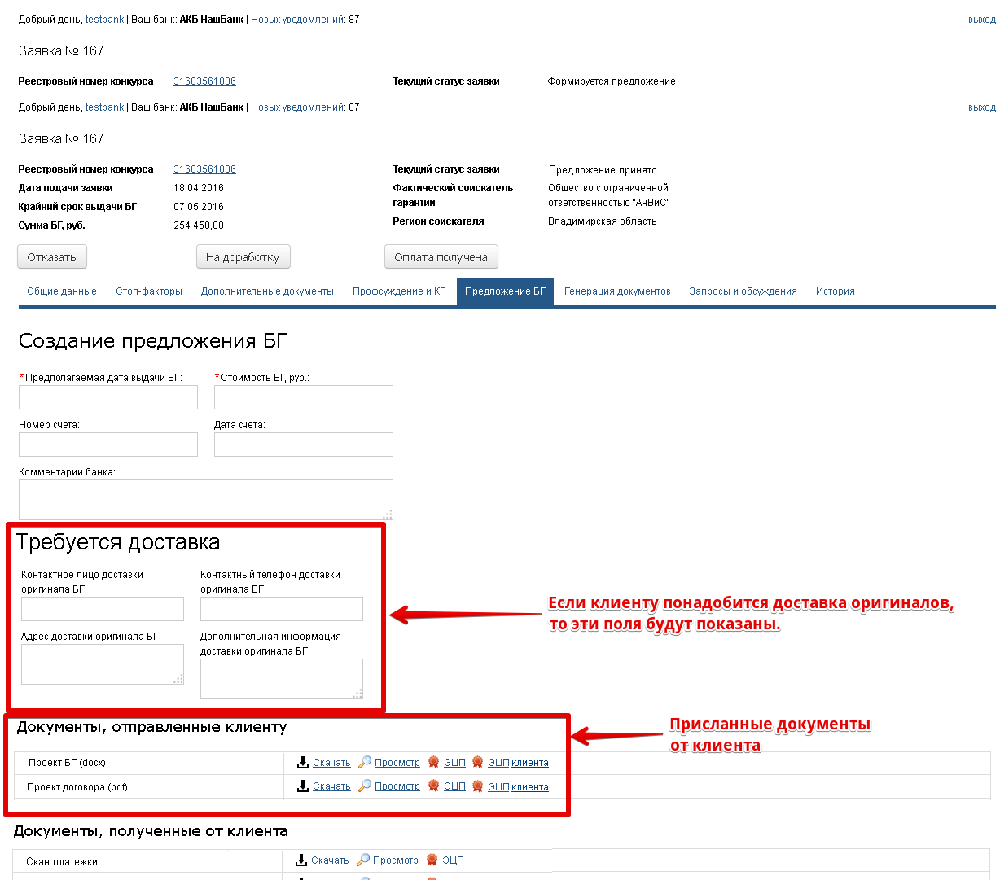 Добрый день, testbank | Ваш банк: АКБ НашБанк | Новых уведомлений: 87 выход
Заявка № 167
Реестровый номер конкурса 31603561836 Текущий статус заявки Формируется предложение
Добрый день, testbank | Ваш банк: АКБ НашБанк | Новых уведомлений: 87 выход
Заявка № 167
Реестровый номер конкурса 31603561836 Текущий статус заявки Предложение принято
Дата подачи заявки 18.04.2016 Фактический соискатель Общество с ограниченной
гарантии ответственностью "АнВиС"
Крайний срок выдачи БГ 07.05.2016
Сумма БГ, руб. 254 450,00 Регион соискателя Владимирская область
Отказать На доработку Оплата получена
Общие данные Стоп-факторы Дополнительные документы Профсуждение и КР Предложение БГ Генерация документов Запросы и обсуждения История
Создание предложения БГ
* Предполагаемая дата выдачи БГ: * Стоимость БГ, руб.:
Номер счета: Дата счета:
Комментарии банка:
Требуется доставка
Контактное лицо доставки Контактный телефон доставки
оригинала БГ: оригинала БГ:
Если клиенту понадобится доставка оригиналов,
то эти поля будут показаны.
Адрес доставки оригинала БГ: Дополнительная информация
доставки оригинала БГ:
Документы, отправленные клиенту
Присланные документы
от клиента
Проект БГ (docx) Скачать Просмотр ЭЦП ЭЦП клиента
Проект договора (pdf) Скачать Просмотр ЭЦП ЭЦП клиента
Документы, полученные от клиента
Скан платежки Скачать Просмотр ЭЦП